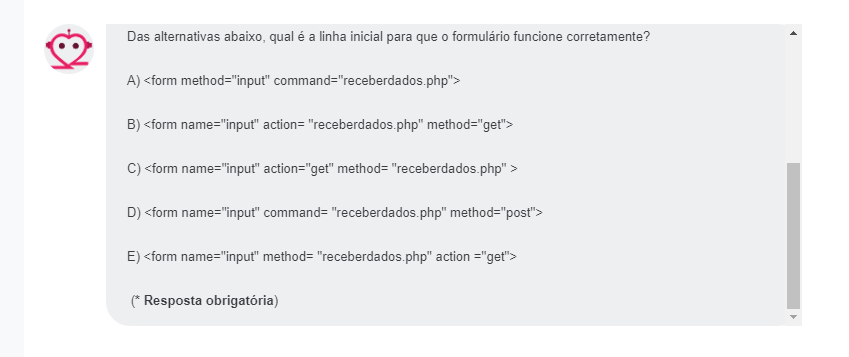 Das alternativas abaixo, qual é a linha inicial para que o formulário funcione corretamente?
A) <form method="input" command="receberdados.php">
B) <form name="input" action= "receberdados.php" method="get">
C) <form name="input" action="get" method= "receberdados.php" >
D) <form name="input" command= "receberdados.php" method="post">
E) <form name="input" method= "receberdados.php" action ="get">
(* Resposta obrigatória)